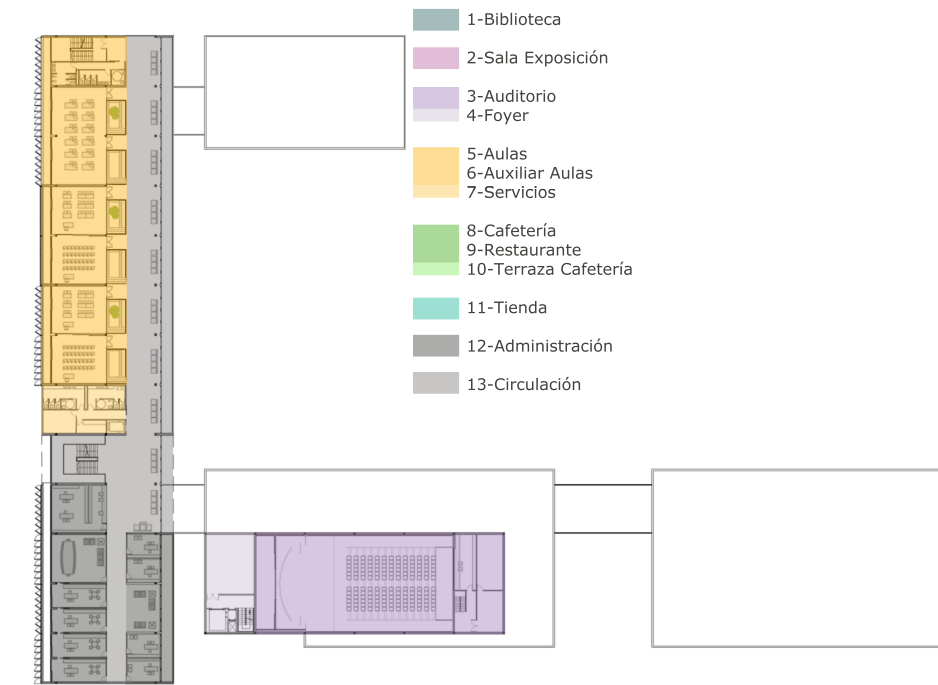 1-Biblioteca
2-Sala Exposición
3-Auditorio
4-Foyer
5-Aulas
6-Auxiliar Aulas
7-Servicios
8-Cafetería
9-Restaurante
10-Terraza Cafetería
11-Tienda
12-Administración
13-Circulación